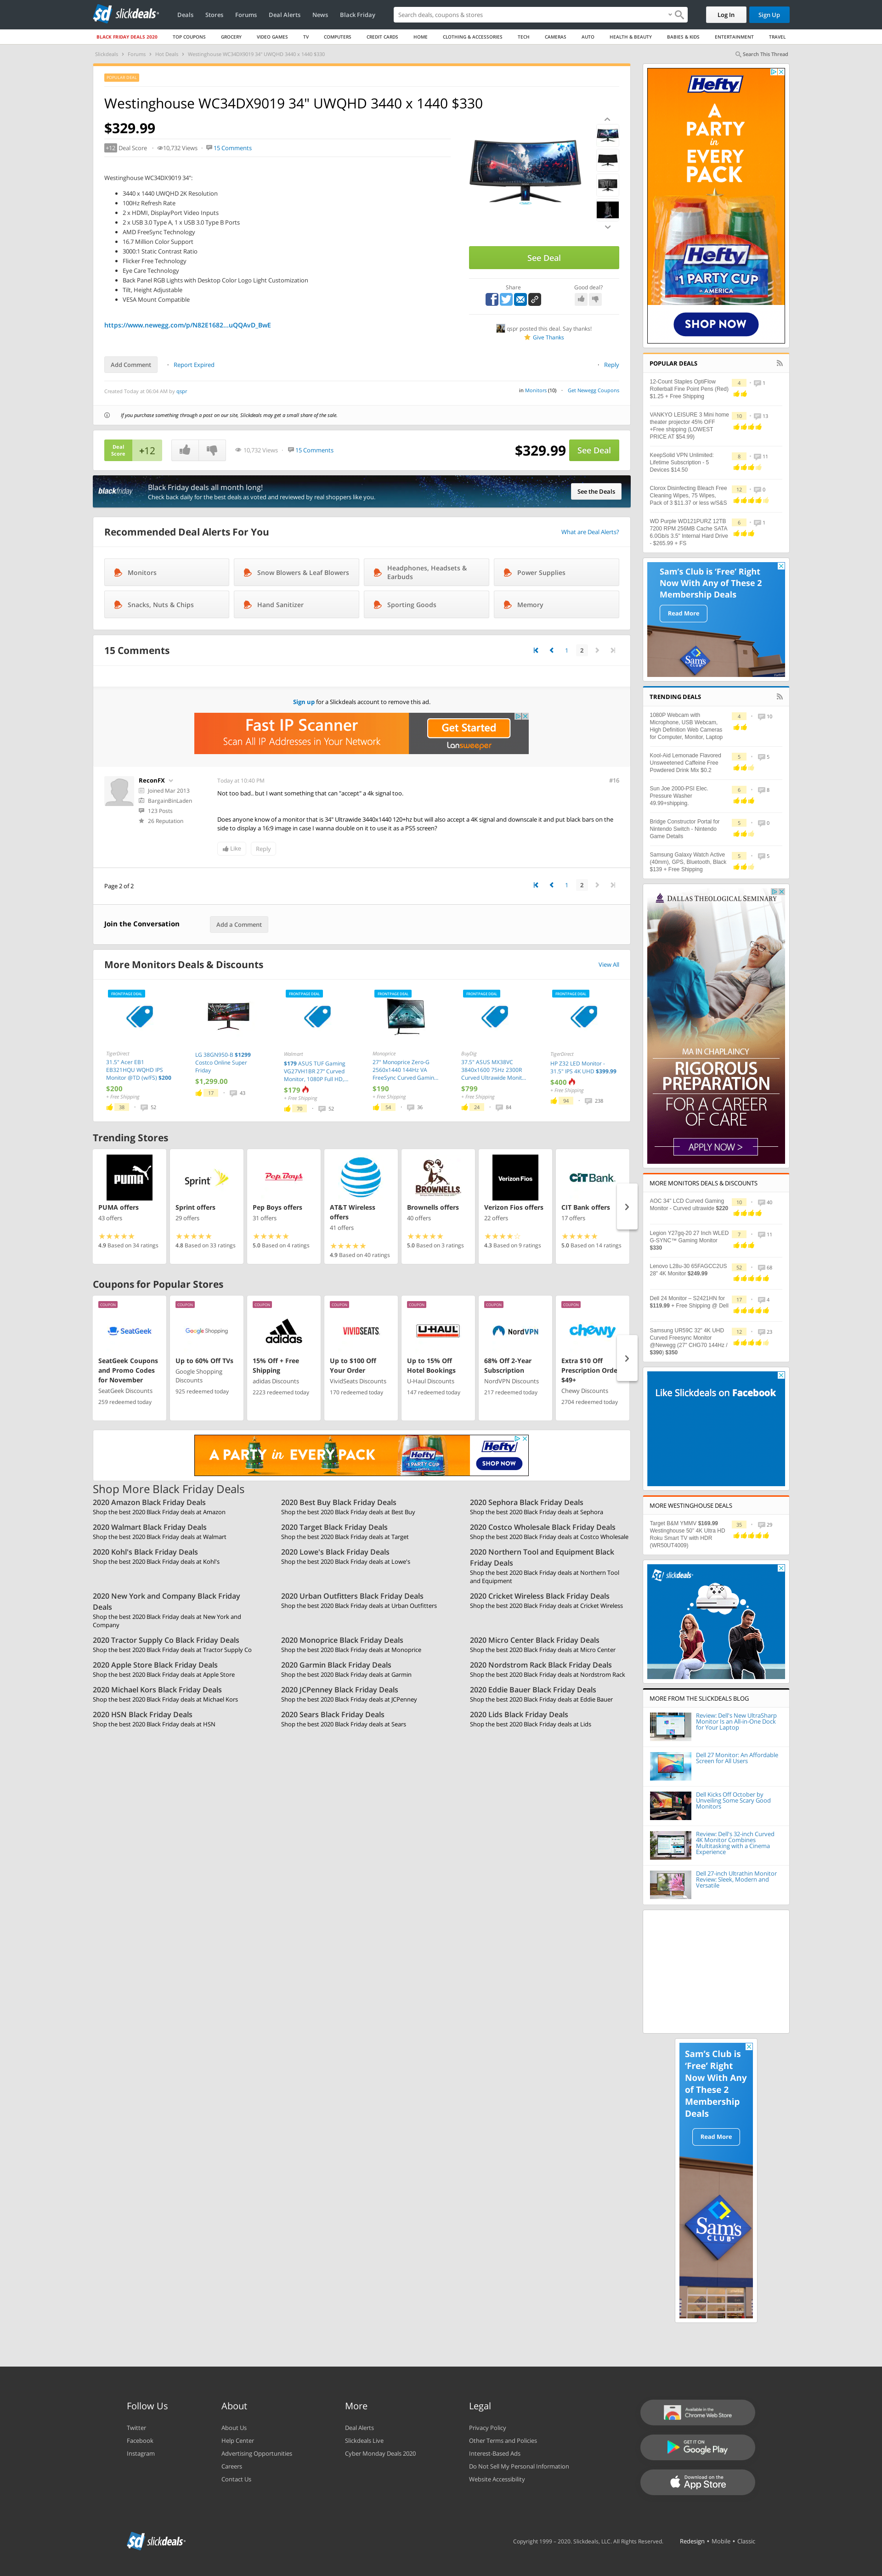 slickdeals
Deals Stores Forums Deal Alerts News Black Friday
Search deals, coupons & stores
Log In Sign Up
BLACK FRIDAY DEALS 2020 TOP COUPONS GROCERY VIDEO GAMES TV COMPUTERS CREDIT CARDS HOME CLOTHING & ACCESSORIES TECH CAMERAS AUTO HEALTH & BEAUTY BABIES & KIDS ENTERTAINMENT TRAVEL
Slickdeals Forums Hot Deals Westinghouse WC34DX9019 34" UWQHD 3440 x 1440 $330
Search This Thread
POPULAR DEAL
Westinghouse WC34DX9019 34" UWQHD 3440 x 1440 $330
$329.99
+12 Deal Score 10,732 Views 15 Comments
Westinghouse WC34DX9019 34":
3440 x 1440 UWQHD 2K Resolution
100Hz Refresh Rate
2 x HDMI, DisplayPort Video Inputs
2 x USB 3.0 Type A, 1 x USB 3.0 Type B Ports
AMD FreeSync Technology
16.7 Million Color Support
3000:1 Static Contrast Ratio
Flicker Free Technology
Eye Care Technology
Back Panel RGB Lights with Desktop Color Logo Light Customization
Tilt, Height Adjustable
VESA Mount Compatible
https://www.newegg.com/p/N82E1682...uQQAvD_BwE
See Deal
Share Good deal?
qspr posted this deal. Say thanks!
Give Thanks
Add Comment Report Expired Reply
Created Today at 06:04 AM by qspr
in Monitors (10) Get Newegg Coupons
If you purchase something through a post on our site, Slickdeals may get a small share of the sale.
Deal Score +12 10,732 Views 15 Comments $329.99 See Deal
blackfriday
Black Friday deals all month long!
Check back daily for the best deals as voted and reviewed by real shoppers like you.
See the Deals
Recommended Deal Alerts For You
What are Deal Alerts?
Monitors Snow Blowers & Leaf Blowers Headphones, Headsets & Earbuds Power Supplies
Snacks, Nuts & Chips Hand Sanitizer Sporting Goods Memory
15 Comments
1 2
Sign up for a Slickdeals account to remove this ad.
Fast IP Scanner
Scan All IP Addresses in Your Network
Get Started
Lansweeper
ReconFX
Joined Mar 2013
BargainBinLaden
123 Posts
26 Reputation
Today at 10:40 PM
#16
Not too bad.. but I want something that can "accept" a 4k signal too.
Does anyone know of a monitor that is 34" Ultrawide 3440x1440 120+hz but will also accept a 4K signal and downscale it and put black bars on the
side to display a 16:9 image in case I wanna double on it to use it as a PS5 screen?
Like Reply
Page 2 of 2
1 2
Join the Conversation
Add a Comment
More Monitors Deals & Discounts
View All
FRONTPAGE DEAL
TigerDirect
31.5" Acer EB1
EB321HQU WQHD IPS
Monitor @TD (w/FS) $200
$200
+ Free Shipping
38 52
LG 38GN950-B $1299
Costco Online Super
Friday
$1,299.00
17 43
FRONTPAGE DEAL
Walmart
$179 ASUS TUF Gaming
VG27VH1BR 27" Curved
Monitor, 1080P Full HD,...
$179
+ Free Shipping
70 52
FRONTPAGE DEAL
Monoprice
27" Monoprice Zero-G
2560x1440 144Hz VA
FreeSync Curved Gamin...
$190
+ Free Shipping
54 36
FRONTPAGE DEAL
BuyDig
37.5" ASUS MX38VC
3840x1600 75Hz 2300R
Curved Ultrawide Monit...
$799
+ Free Shipping
24 84
FRONTPAGE DEAL
TigerDirect
HP Z32 LED Monitor -
31.5" IPS 4K UHD $399.99
$400
+ Free Shipping
94 238
Trending Stores
PUMA offers
43 offers
4.9 Based on 34 ratings
Sprint
Sprint offers
29 offers
4.8 Based on 33 ratings
Pep Boys
Pep Boys offers
31 offers
5.0 Based on 4 ratings
AT&T Wireless
offers
41 offers
4.9 Based on 40 ratings
BROWNELLS
Brownells offers
40 offers
5.0 Based on 3 ratings
Verizon Fios
Verizon Fios offers
22 offers
4.3 Based on 9 ratings
CIT Bank
CIT Bank offers
17 offers
5.0 Based on 14 ratings
Coupons for Popular Stores
COUPON
SeatGeek
SeatGeek Coupons
and Promo Codes
for November
SeatGeek Discounts
259 redeemed today
COUPON
Google Shopping
Up to 60% Off TVs
Google Shopping
Discounts
925 redeemed today
COUPON
adidas
15% Off + Free
Shipping
adidas Discounts
2223 redeemed today
COUPON
VIVID SEATS
Up to $100 Off
Your Order
VividSeats Discounts
170 redeemed today
COUPON
U-HAUL
Up to 15% Off
Hotel Bookings
U-Haul Discounts
147 redeemed today
COUPON
NordVPN
68% Off 2-Year
Subscription
NordVPN Discounts
217 redeemed today
COUPON
chewy
Extra $10 Off
Prescription Orde
$49+
Chewy Discounts
2704 redeemed today
A PARTY in EVERY PACK
Hefty
SHOP NOW
Shop More Black Friday Deals
2020 Amazon Black Friday Deals
Shop the best 2020 Black Friday deals at Amazon
2020 Best Buy Black Friday Deals
Shop the best 2020 Black Friday deals at Best Buy
2020 Sephora Black Friday Deals
Shop the best 2020 Black Friday deals at Sephora
2020 Walmart Black Friday Deals
Shop the best 2020 Black Friday deals at Walmart
2020 Target Black Friday Deals
Shop the best 2020 Black Friday deals at Target
2020 Costco Wholesale Black Friday Deals
Shop the best 2020 Black Friday deals at Costco Wholesale
2020 Kohl's Black Friday Deals
Shop the best 2020 Black Friday deals at Kohl's
2020 Lowe's Black Friday Deals
Shop the best 2020 Black Friday deals at Lowe's
2020 Northern Tool and Equipment Black
Friday Deals
Shop the best 2020 Black Friday deals at Northern Tool
and Equipment
2020 New York and Company Black Friday
Deals
Shop the best 2020 Black Friday deals at New York and
Company
2020 Urban Outfitters Black Friday Deals
Shop the best 2020 Black Friday deals at Urban Outfitters
2020 Cricket Wireless Black Friday Deals
Shop the best 2020 Black Friday deals at Cricket Wireless
2020 Tractor Supply Co Black Friday Deals
Shop the best 2020 Black Friday deals at Tractor Supply Co
2020 Monoprice Black Friday Deals
Shop the best 2020 Black Friday deals at Monoprice
2020 Micro Center Black Friday Deals
Shop the best 2020 Black Friday deals at Micro Center
2020 Apple Store Black Friday Deals
Shop the best 2020 Black Friday deals at Apple Store
2020 Garmin Black Friday Deals
Shop the best 2020 Black Friday deals at Garmin
2020 Nordstrom Rack Black Friday Deals
Shop the best 2020 Black Friday deals at Nordstrom Rack
2020 Michael Kors Black Friday Deals
Shop the best 2020 Black Friday deals at Michael Kors
2020 JCPenney Black Friday Deals
Shop the best 2020 Black Friday deals at JCPenney
2020 Eddie Bauer Black Friday Deals
Shop the best 2020 Black Friday deals at Eddie Bauer
2020 HSN Black Friday Deals
Shop the best 2020 Black Friday deals at HSN
2020 Sears Black Friday Deals
Shop the best 2020 Black Friday deals at Sears
2020 Lids Black Friday Deals
Shop the best 2020 Black Friday deals at Lids
Hefty
A
PARTY
in
EVERY
PACK
Hefty
#1 PARTY CUP
IN AMERICA
SHOP NOW
POPULAR DEALS
12-Count Staples OptiFlow
Rollerball Fine Point Pens (Red)
$1.25 + Free Shipping
4 1
VANKYO LEISURE 3 Mini home
theater projector 45% OFF
+Free shipping (LOWEST
PRICE AT $54.99)
10 13
KeepSolid VPN Unlimited:
Lifetime Subscription - 5
Devices $14.50
9 11
Clorox Disinfecting Bleach Free
Cleaning Wipes, 75 Wipes,
Pack of 3 $11.37 or less w/S&S
12 0
WD Purple WD121PURZ 12TB
7200 RPM 256MB Cache SATA
6.0Gb/s 3.5" Internal Hard Drive
- $265.99 + FS
6 1
Sam's Club is 'Free' Right
Now With Any of These 2
Membership Deals
Read More
Sam's
TRENDING DEALS
1080P Webcam with
Microphone, USB Webcam,
High Definition Web Cameras
for Computer, Monitor, Laptop
4 10
Kool-Aid Lemonade Flavored
Unsweetened Caffeine Free
Powdered Drink Mix $0.2
5 5
Sun Joe 2000-PSI Elec.
Pressure Washer
49.99+shipping.
6 8
Bridge Constructor Portal for
Nintendo Switch - Nintendo
Game Details
5 0
Samsung Galaxy Watch Active
(40mm), GPS, Bluetooth, Black
$139 + Free Shipping
5 5
DALLAS THEOLOGICAL SEMINARY
MA IN CHAPLAINCY
RIGOROUS
PREPARATION
FOR A CAREER
OF CARE
APPLY NOW >
MORE MONITORS DEALS & DISCOUNTS
AOC 34" LCD Curved Gaming
Monitor - Curved ultrawide $220
10 40
Legion Y27gq-20 27 Inch WLED
G-SYNC™ Gaming Monitor
$330
7 11
Lenovo L28u-30 65FAGCC2US
28" 4K Monitor $249.99
52 68
Dell 24 Monitor – S2421HN for
$119.99 + Free Shipping @ Dell
17 4
Samsung UR59C 32" 4K UHD
Curved Freesync Monitor
@Newegg (27" CHG70 144Hz /
$390) $350
12 23
Like Slickdeals on Facebook
MORE WESTINGHOUSE DEALS
Target B&M YMMV $169.99
Westinghouse 50" 4K Ultra HD
Roku Smart TV with HDR
(WR50UT4009)
35 29
slickdeals
MORE FROM THE SLICKDEALS BLOG
Review: Dell's New UltraSharp
Monitor Is an All-in-One Dock
for Your Laptop
Dell 27 Monitor: An Affordable
Screen for All Users
Dell Kicks Off October by
Unveiling Some Scary Good
Monitors
Review: Dell's 32-inch Curved
4K Monitor Combines
Multitasking with a Cinema
Experience
Dell 27-inch Ultrathin Monitor
Review: Sleek, Modern and
Versatile
Sam's Club is
'Free' Right
Now With Any
of These 2
Membership
Deals
Read More
Sam's
CLUB
Follow Us
Twitter
Facebook
Instagram
About
About Us
Help Center
Advertising Opportunities
Careers
Contact Us
More
Deal Alerts
Slickdeals Live
Cyber Monday Deals 2020
Legal
Privacy Policy
Other Terms and Policies
Interest-Based Ads
Do Not Sell My Personal Information
Website Accessibility
Available in the
Chrome Web Store
GET IT ON
Google Play
Download on the
App Store
slickdeals
Copyright 1999 - 2020. Slickdeals, LLC. All Rights Reserved. Redesign • Mobile • Classic